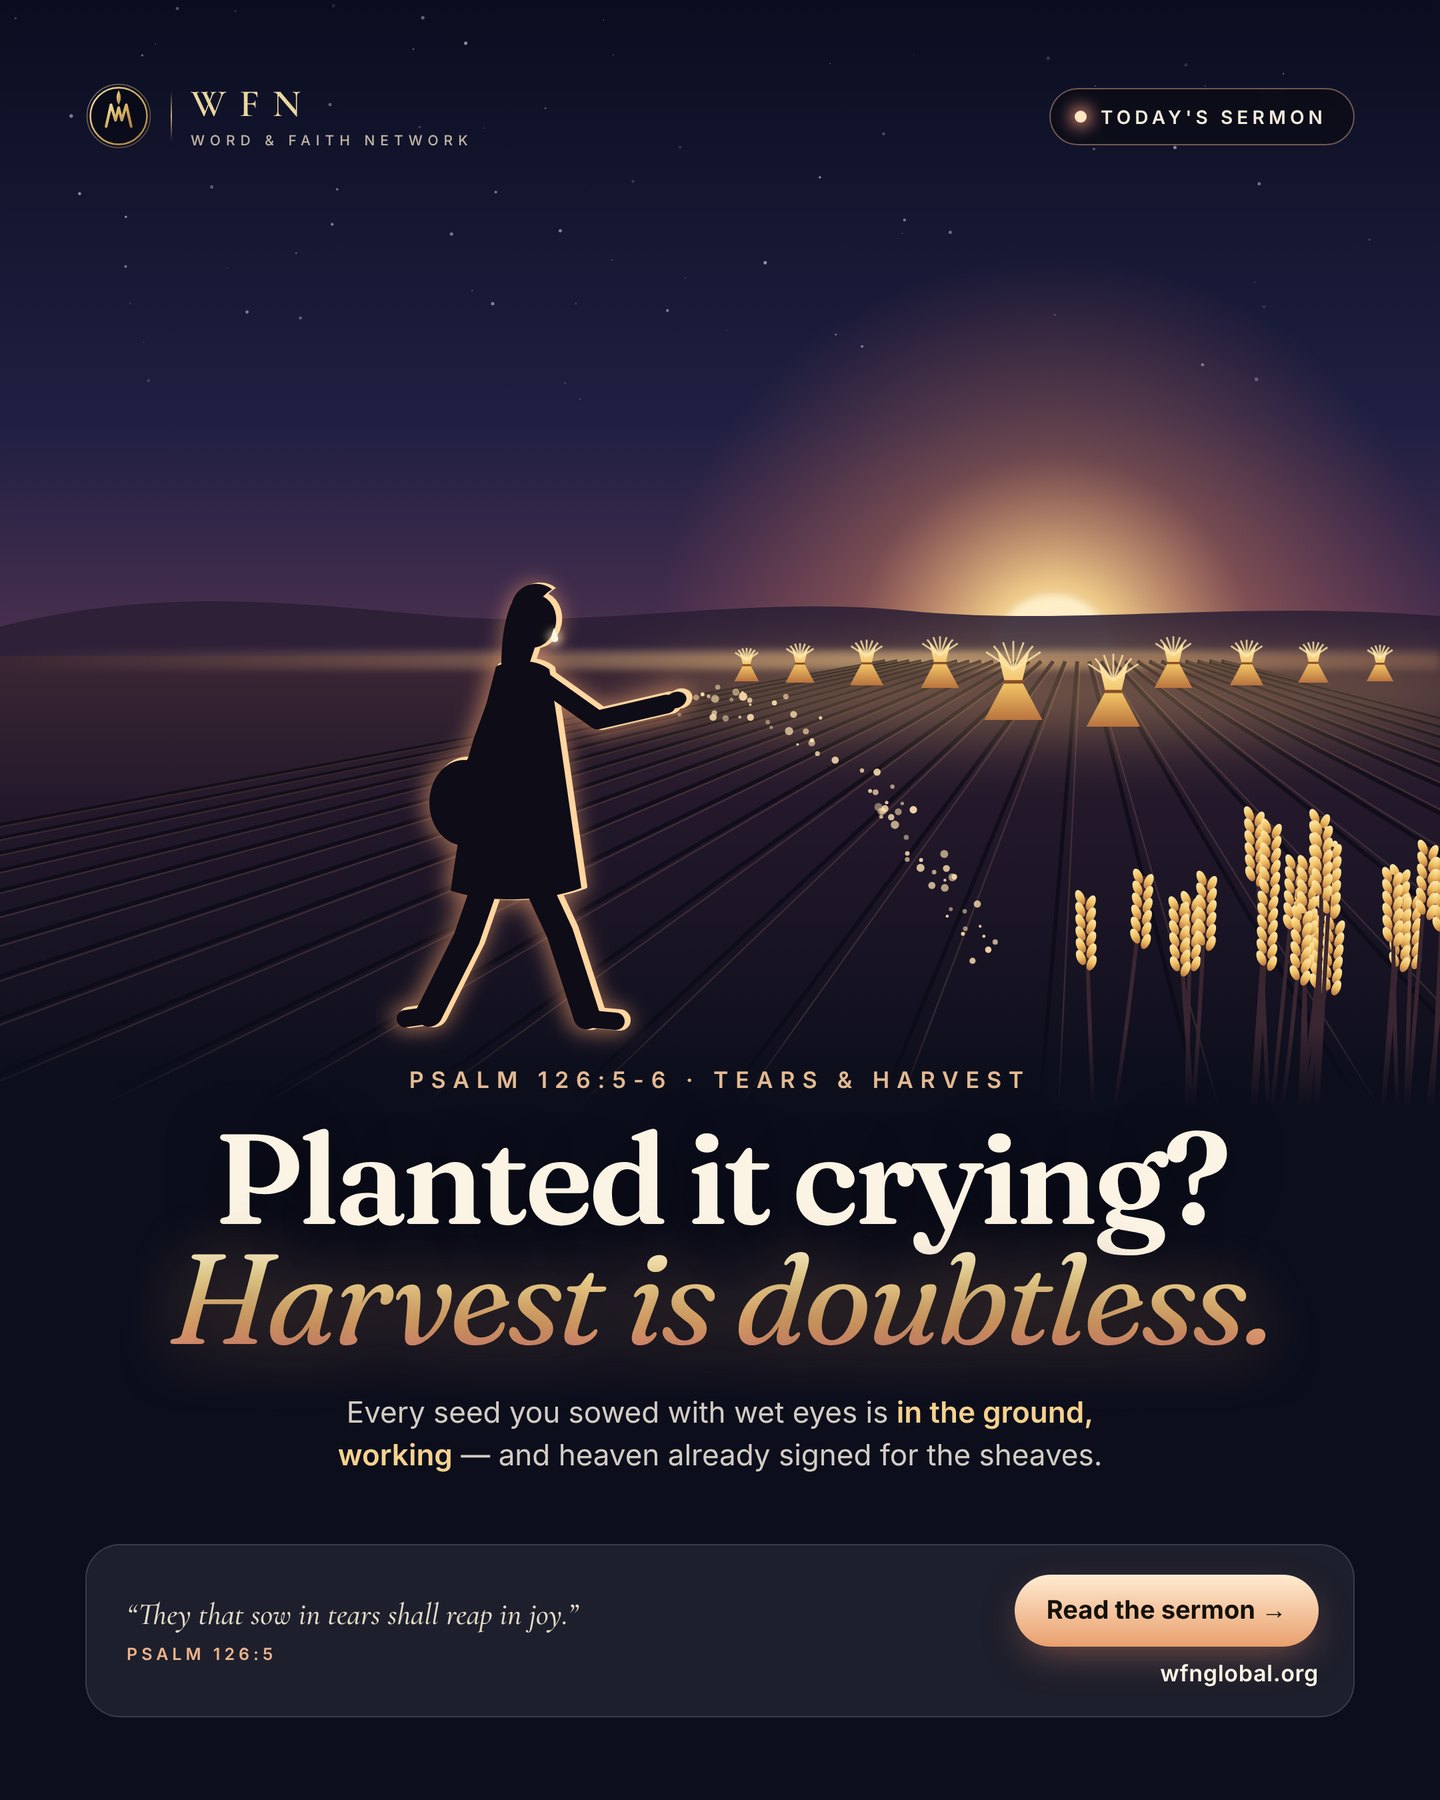 WFN
WORD & FAITH NETWORK
TODAY'S SERMON
PSALM 126:5-6 · TEARS & HARVEST
Planted it crying?
Harvest is doubtless.
Every seed you sowed with wet eyes is in the ground,
working — and heaven already signed for the sheaves.
“They that sow in tears shall reap in joy.”
PSALM 126:5
Read the sermon →
wfnglobal.org